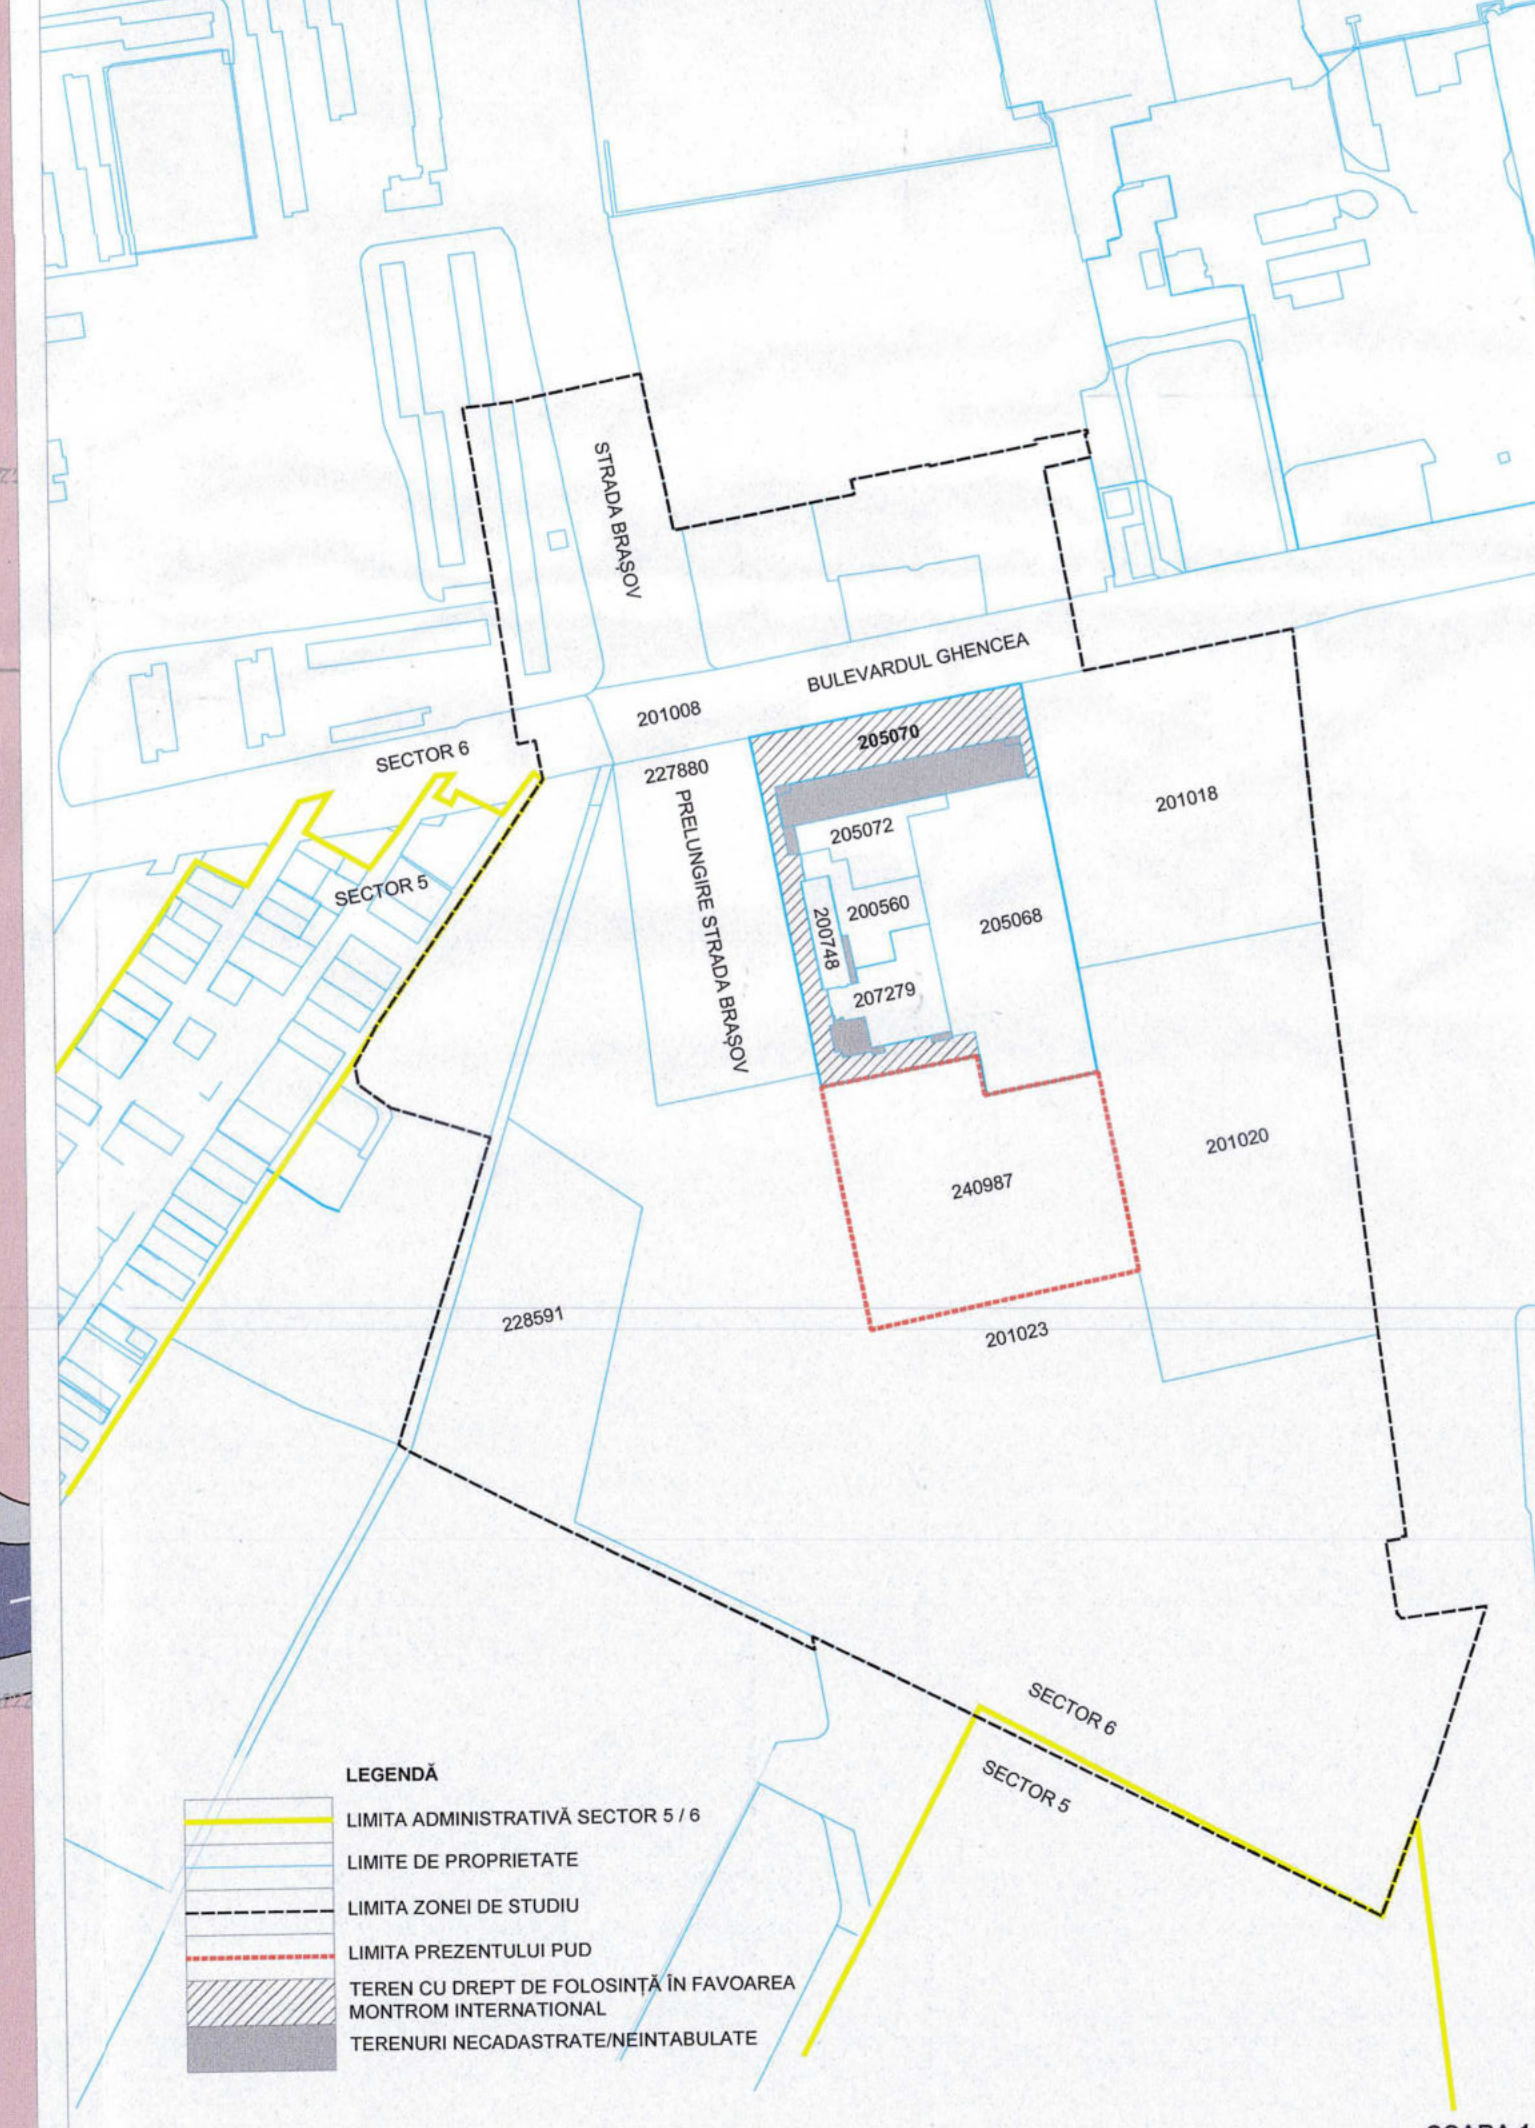 STRADA BRAȘOV
BULEVARDUL GHENCEA
201008
205070
SECTOR 6
227880
201018
PRELUNGIRE STRADA BRAȘOV
205072
SECTOR 5
200560
205068
200748
207279
201020
240987
228591
201023
SECTOR 6
SECTOR 5
LEGENDĂ
LIMITA ADMINISTRATIVĂ SECTOR 5 / 6
LIMITE DE PROPRIETATE
LIMITA ZONEI DE STUDIU
LIMITA PREZENTULUI PUD
TEREN CU DREPT DE FOLOSINȚĂ ÎN FAVOAREA
MONTROM INTERNATIONAL
TERENURI NECADASTRATE/NEINTABULATE